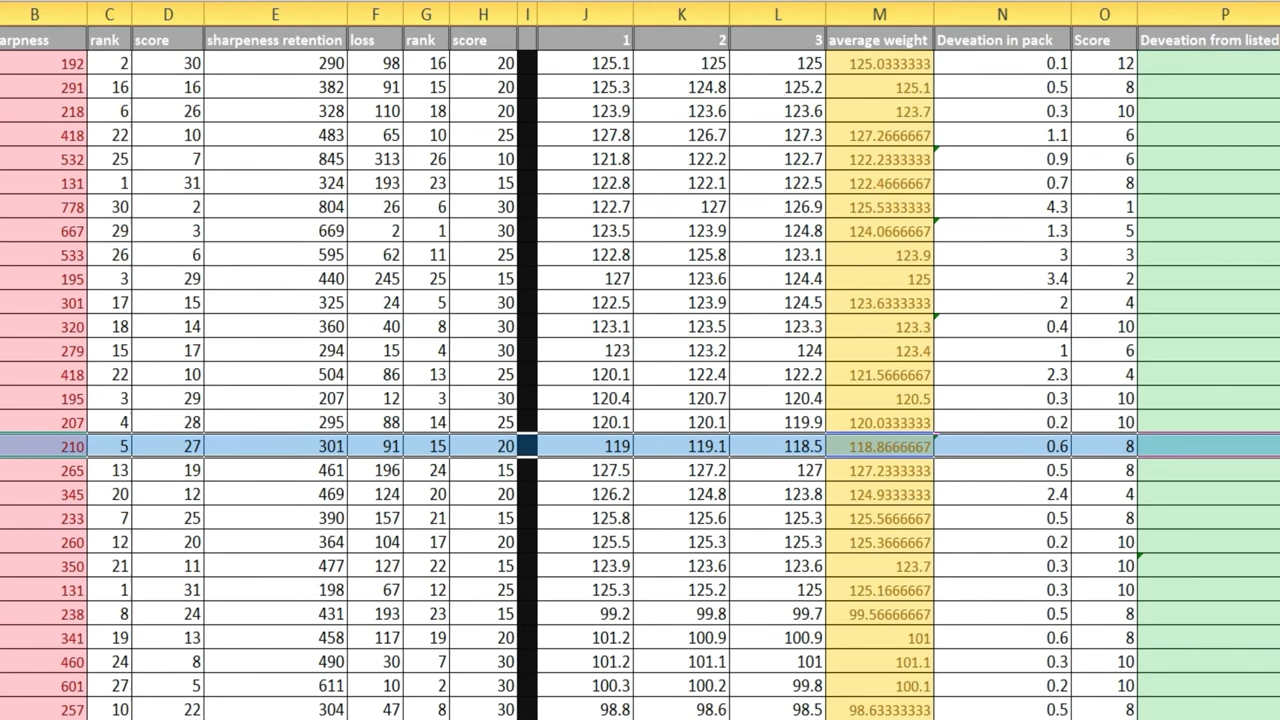 B C D E F G H I J K L M N O P
arpness rank score sharpeness retention loss rank score 1 2 3 average weight Deveation in pack Score Deveation from listed
192 2 30 290 98 16 20 125.1 125 125 125.0333333 0.1 12
291 16 16 382 91 15 20 125.3 124.8 125.2 125.1 0.5 8
218 6 26 328 110 18 20 123.9 123.6 123.6 123.7 0.3 10
418 22 10 483 65 10 25 127.8 126.7 127.3 127.2666667 1.1 6
532 25 7 845 313 26 10 121.8 122.2 122.7 122.2333333 0.9 6
131 1 31 324 193 23 15 122.8 122.1 122.5 122.4666667 0.7 8
778 30 2 804 26 6 30 122.7 127 126.9 125.5333333 4.3 1
667 29 3 669 2 1 30 123.5 123.9 124.8 124.0666667 1.3 5
533 26 6 595 62 11 25 122.8 125.8 123.1 123.9 3 3
195 3 29 440 245 25 15 127 123.6 124.4 125 3.4 2
301 17 15 325 24 5 30 122.5 123.9 124.5 123.6333333 2 4
320 18 14 360 40 8 30 123.1 123.5 123.3 123.3 0.4 10
279 15 17 294 15 4 30 123 123.2 124 123.4 1 6
418 22 10 504 86 13 25 120.1 122.4 122.2 121.5666667 2.3 4
195 3 29 207 12 3 30 120.4 120.7 120.4 120.5 0.3 10
207 4 28 295 88 14 25 120.1 120.1 119.9 120.0333333 0.2 10
210 5 27 301 91 15 20 119 119.1 118.5 118.8666667 0.6 8
265 13 19 461 196 24 15 127.5 127.2 127 127.2333333 0.5 8
345 20 12 469 124 20 20 126.2 124.8 123.8 124.9333333 2.4 4
233 7 25 390 157 21 15 125.8 125.6 125.3 125.5666667 0.5 8
260 12 20 364 104 17 20 125.5 125.3 125.3 125.3666667 0.2 10
350 21 11 477 127 22 15 123.9 123.6 123.6 123.7 0.3 10
131 1 31 198 67 12 25 125.3 125.2 125 125.1666667 0.3 10
238 8 24 431 193 23 15 99.2 99.8 99.7 99.56666667 0.5 8
341 19 13 458 117 19 20 101.2 100.9 100.9 101 0.6 8
460 24 8 490 30 7 30 101.2 101.1 101 101.1 0.3 10
601 27 5 611 10 2 30 100.3 100.2 99.8 100.1 0.2 10
257 10 22 304 47 8 30 98.8 98.6 98.5 98.63333333 0.5 8